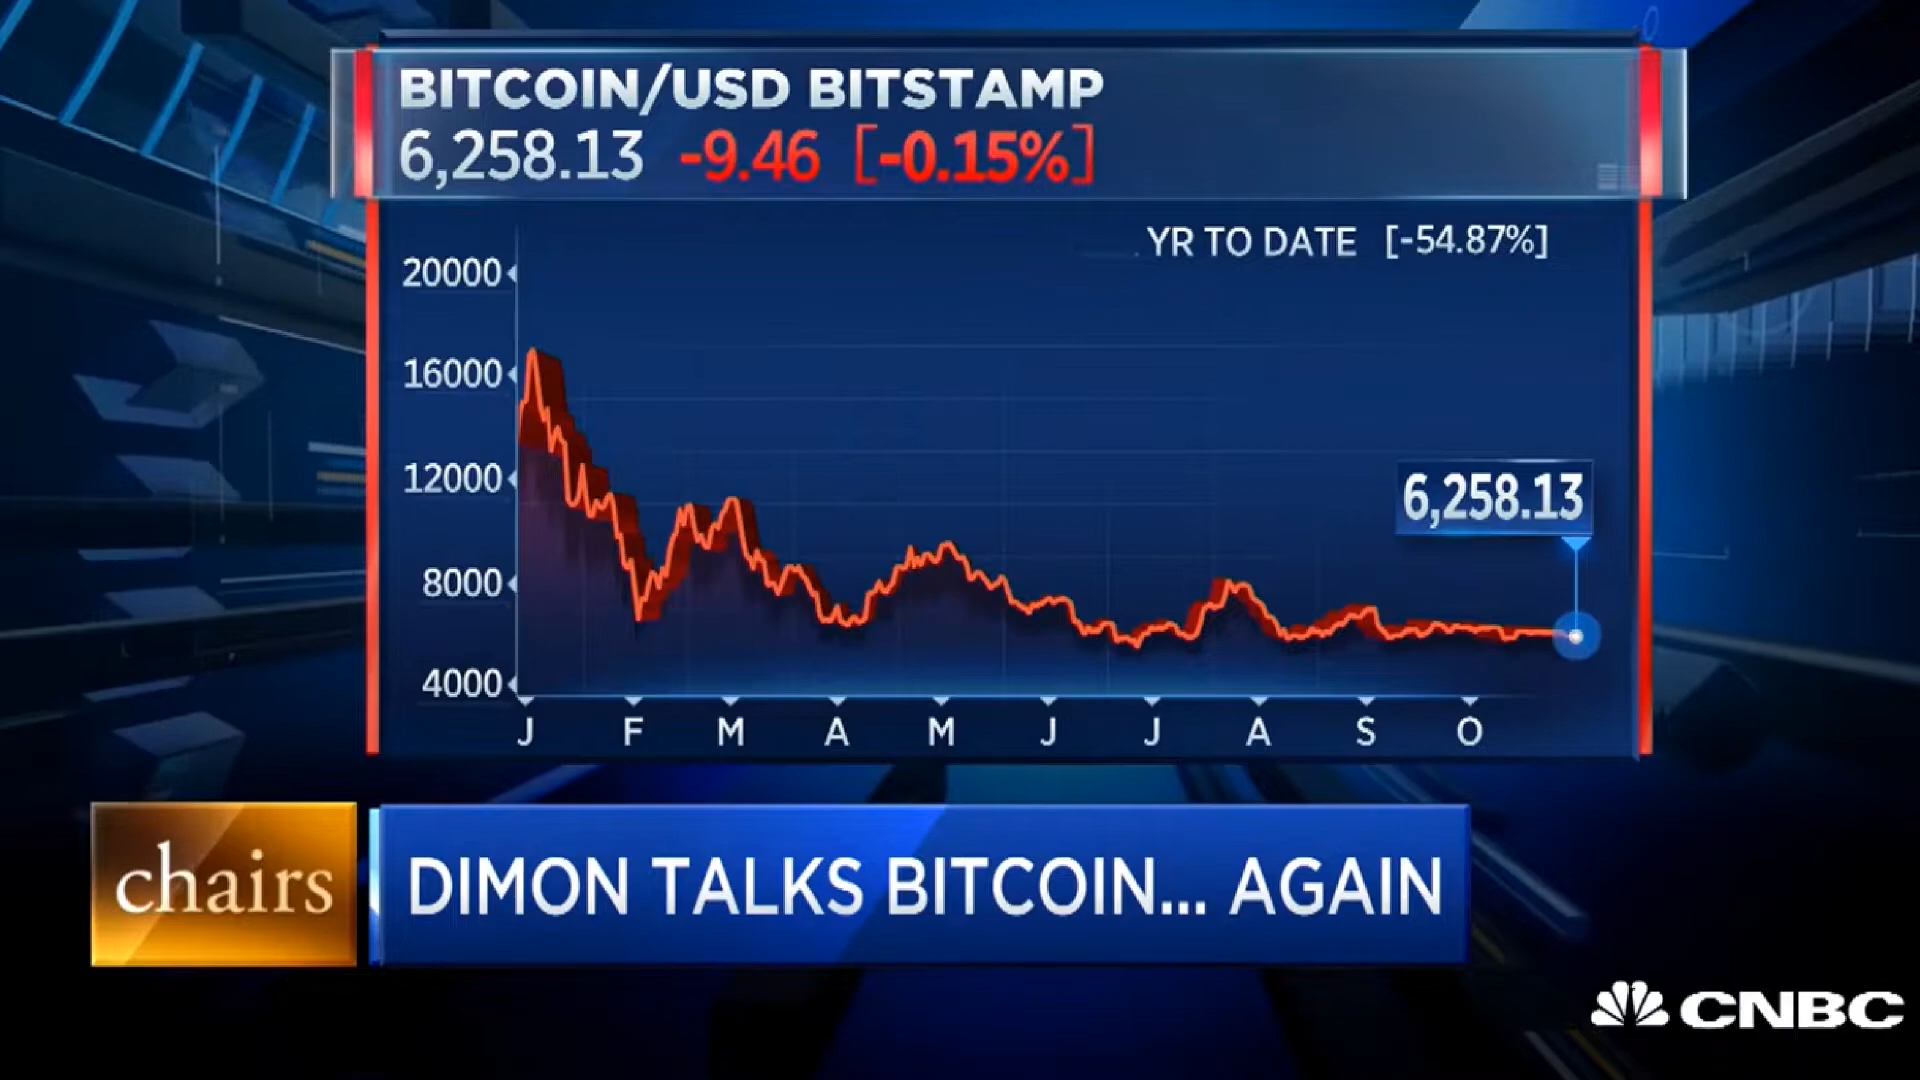 BITCOIN/USD BITSTAMP
6,258.13 -9.46 [-0.15%]
YR TO DATE [-54.87%]
20000
16000
12000
8000
4000
6,258.13
J F M A M J J A S O
chairs
DIMON TALKS BITCOIN... AGAIN
CNBC